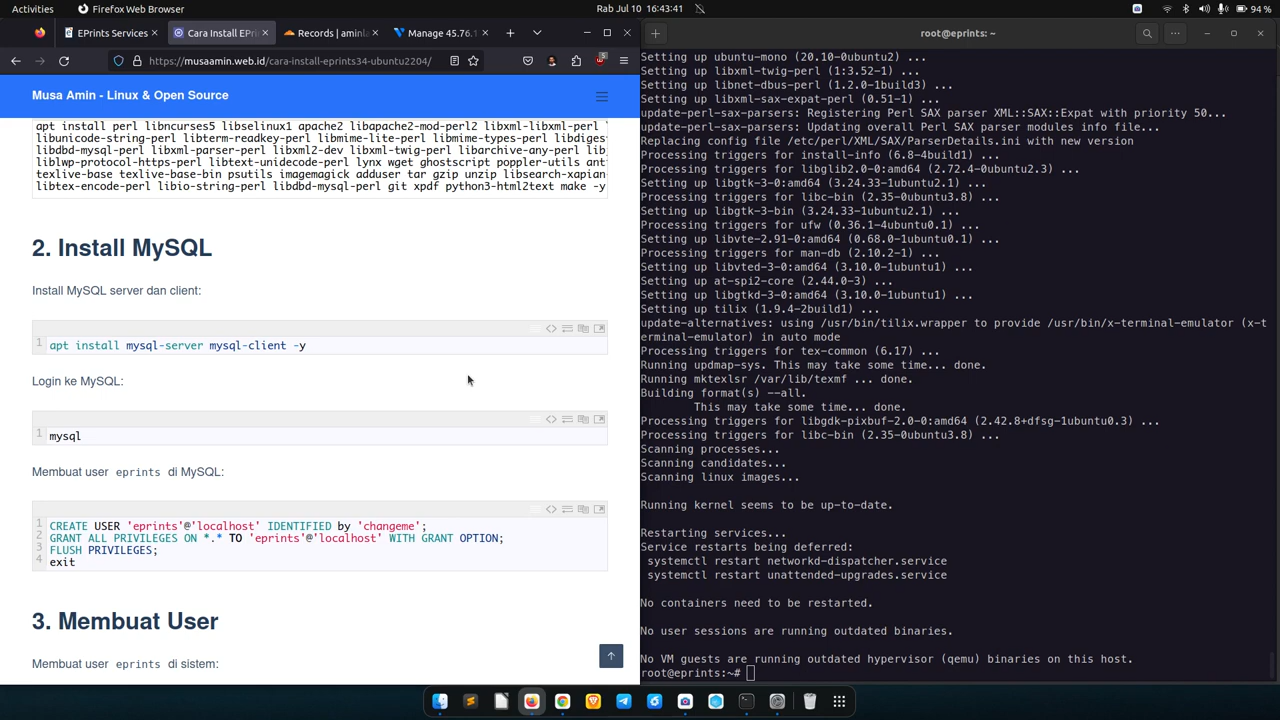 Activities
Firefox Web Browser
Rab Jul 10 16:43:41
94 %
EPrints Services
Cara Install EPri
Records | aminla
Manage 45.76.1
https://musaamin.web.id/cara-install-eprints34-ubuntu2204/
Musa Amin - Linux & Open Source
apt install perl libncurses5 libselinux1 apache2 libapache2-mod-perl2 libxml-libxml-perl
libunicode-string-perl libterm-readkey-perl libmime-lite-perl libmime-types-perl libdiges
libdbd-mysql-perl libxml-parser-perl libxml2-dev libxml-twig-perl libarchive-any-perl lib
liblwp-protocol-https-perl libtext-unidecode-perl lynx wget ghostscript poppler-utils ant
texlive-base texlive-base-bin psutils imagemagick adduser tar gzip unzip libsearch-xapian
libtex-encode-perl libio-string-perl libdbd-mysql-perl git xpdf python3-html2text make -y
2. Install MySQL
Install MySQL server dan client:
1 apt install mysql-server mysql-client -y
Login ke MySQL:
1 mysql
Membuat user eprints di MySQL:
1 CREATE USER 'eprints'@'localhost' IDENTIFIED by 'changeme';
2 GRANT ALL PRIVILEGES ON *.* TO 'eprints'@'localhost' WITH GRANT OPTION;
3 FLUSH PRIVILEGES;
4 exit
3. Membuat User
Membuat user eprints di sistem:
root@eprints: ~
Setting up ubuntu-mono (20.10-0ubuntu2) ...
Setting up libxml-twig-perl (1:3.52-1) ...
Setting up libnet-dbus-perl (1.2.0-1build3) ...
Setting up libxml-sax-expat-perl (0.51-1) ...
update-perl-sax-parsers: Registering Perl SAX parser XML::SAX::Expat with priority 50...
update-perl-sax-parsers: Updating overall Perl SAX parser modules info file...
Replacing config file /etc/perl/XML/SAX/ParserDetails.ini with new version
Processing triggers for install-info (6.8-4build1) ...
Processing triggers for libglib2.0-0:amd64 (2.72.4-0ubuntu2.3) ...
Setting up libgtk-3-0:amd64 (3.24.33-1ubuntu2.1) ...
Processing triggers for libc-bin (2.35-0ubuntu3.8) ...
Setting up libgtk-3-bin (3.24.33-1ubuntu2.1) ...
Processing triggers for ufw (0.36.1-4ubuntu0.1) ...
Setting up libvte-2.91-0:amd64 (0.68.0-1ubuntu0.1) ...
Processing triggers for man-db (2.10.2-1) ...
Setting up libvted-3-0:amd64 (3.10.0-1ubuntu1) ...
Setting up at-spi2-core (2.44.0-3) ...
Setting up libgtkd-3-0:amd64 (3.10.0-1ubuntu1) ...
Setting up tilix (1.9.4-2build1) ...
update-alternatives: using /usr/bin/tilix.wrapper to provide /usr/bin/x-terminal-emulator (x-t
erminal-emulator) in auto mode
Processing triggers for tex-common (6.17) ...
Running updmap-sys. This may take some time... done.
Running mktexlsr /var/lib/texmf ... done.
Building format(s) --all.
This may take some time... done.
Processing triggers for libgdk-pixbuf-2.0-0:amd64 (2.42.8+dfsg-1ubuntu0.3) ...
Processing triggers for libc-bin (2.35-0ubuntu3.8) ...
Scanning processes...
Scanning candidates...
Scanning linux images...
Running kernel seems to be up-to-date.
Restarting services...
Service restarts being deferred:
systemctl restart networkd-dispatcher.service
systemctl restart unattended-upgrades.service
No containers need to be restarted.
No user sessions are running outdated binaries.
No VM guests are running outdated hypervisor (qemu) binaries on this host.
root@eprints:~#